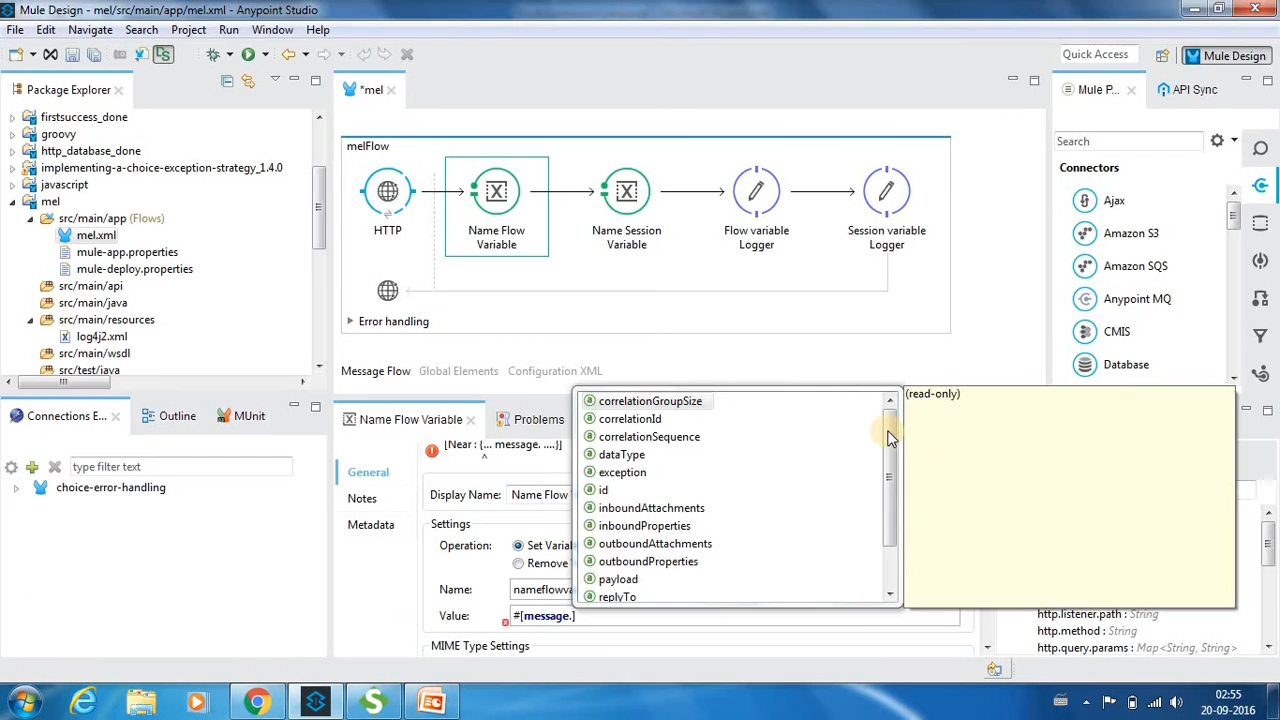 Mule Design - mel/src/main/app/mel.xml - Anypoint Studio
File Edit Navigate Search Project Run Window Help
Quick Access
Mule Design
Package Explorer
*mel
Mule P...
API Sync
firstsuccess_done
groovy
http_database_done
implementing-a-choice-exception-strategy_1.4.0
javascript
mel
src/main/app (Flows)
mel.xml
mule-app.properties
mule-deploy.properties
src/main/api
src/main/java
src/main/resources
log4j2.xml
src/main/wsdl
src/test/java
melFlow
HTTP
Name Flow
Variable
Name Session
Variable
Flow variable
Logger
Session variable
Logger
Error handling
Message Flow Global Elements Configuration XML
Search
Connectors
Ajax
Amazon S3
Amazon SQS
Anypoint MQ
CMIS
Database
Connections E...
Outline
MUnit
type filter text
choice-error-handling
Name Flow Variable
Problems
[Near : {... message. ....}]
^
General
Notes
Metadata
Display Name: Name Flow
Settings
Operation:
Set Variab
Remove
Name: nameflowva
Value: #[message.]
MIME Type Settings
correlationGroupSize
correlationId
correlationSequence
dataType
exception
id
inboundAttachments
inboundProperties
outboundAttachments
outboundProperties
payload
replyTo
(read-only)
http.listener.path : String
http.method : String
http.query.params : Map<String, String>
02:55
20-09-2016